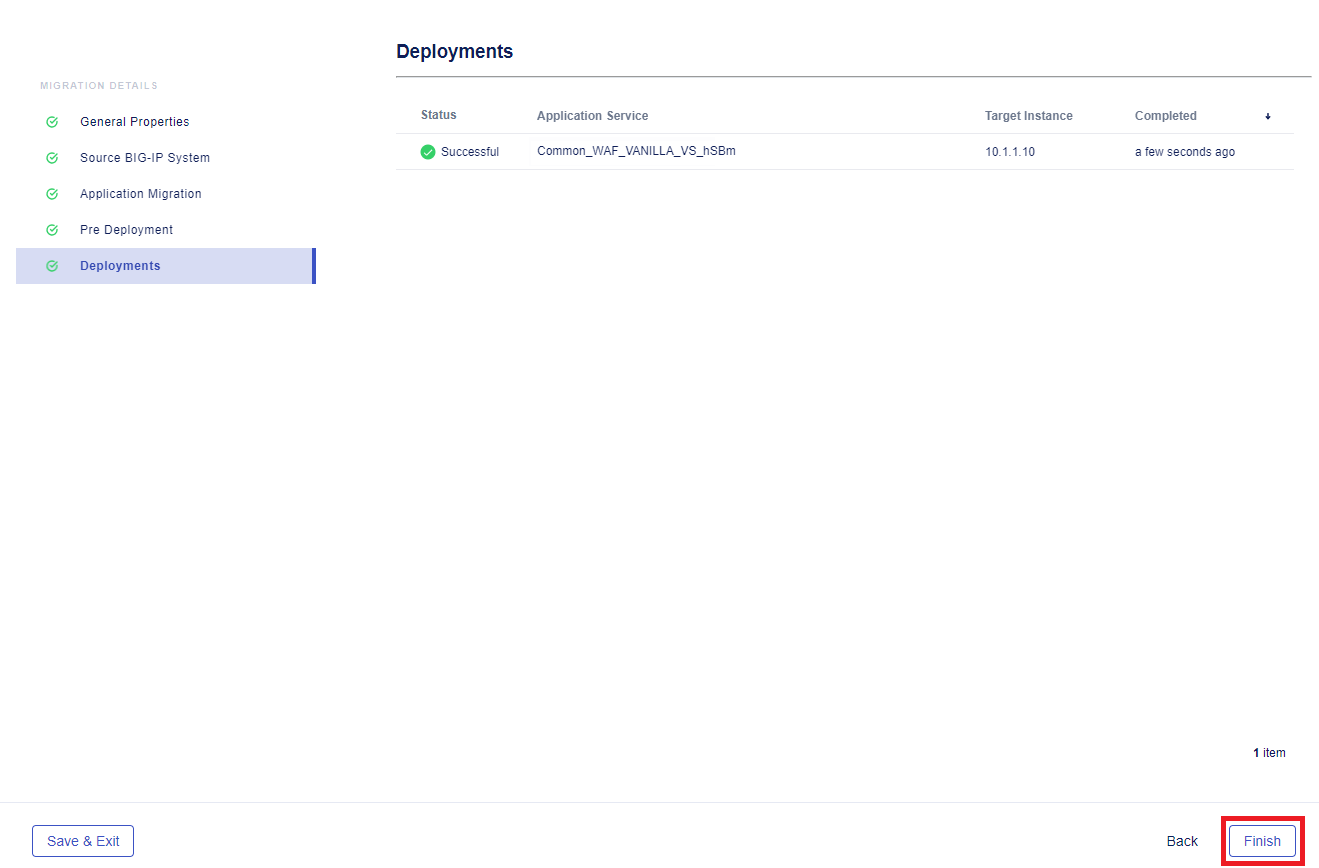 Deployments
MIGRATION DETAILS
General Properties
Source BIG-IP System
Application Migration
Pre Deployment
Deployments
Status Application Service Target Instance Completed
Successful Common_WAF_VANILLA_VS_hSBm 10.1.1.10 a few seconds ago
1 item
Save & Exit Back Finish